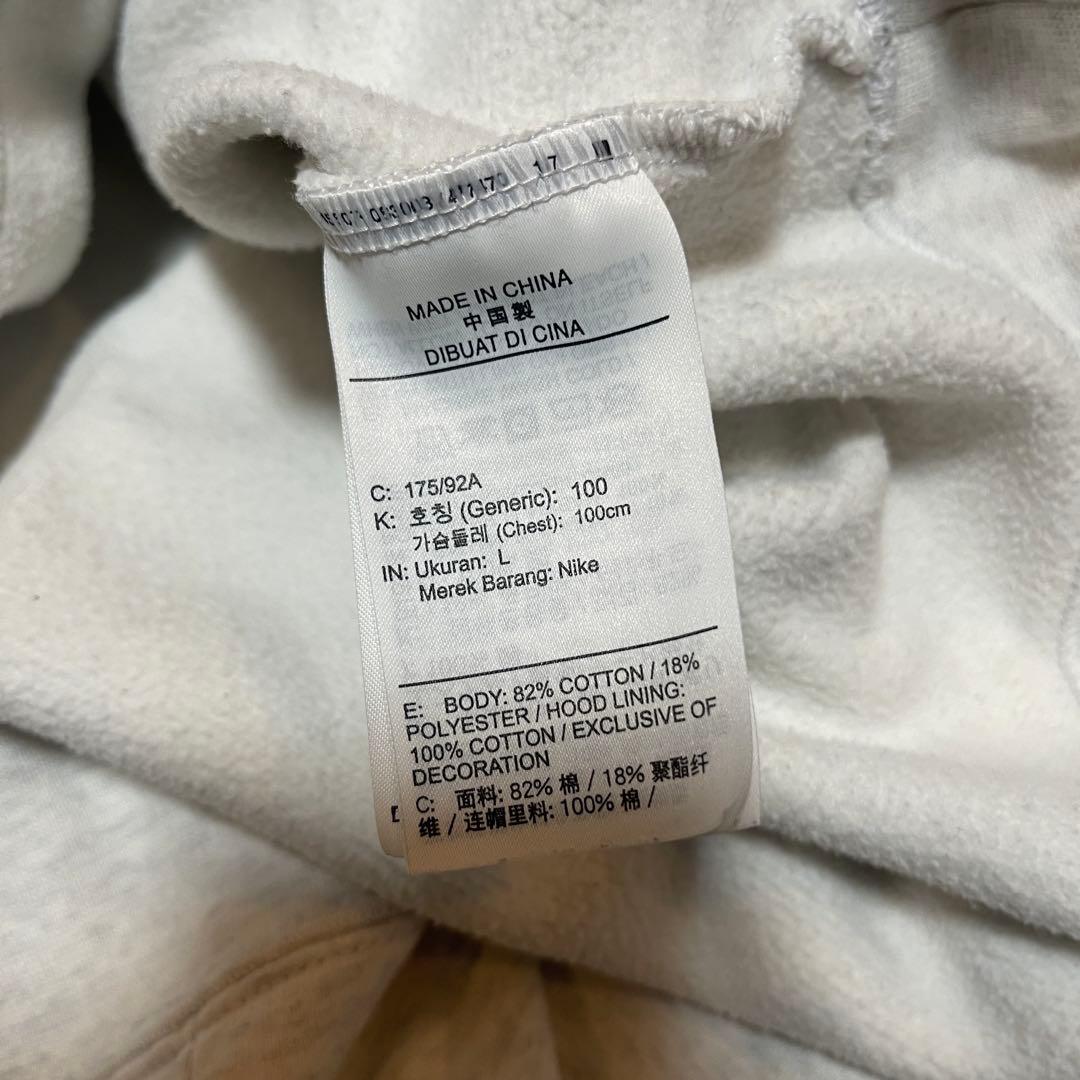 MADE IN CHINA
中国製
DIBUAT DI CINA
C: 175/92A
K: 호칭 (Generic): 100
가슴둘레 (Chest): 100cm
IN: Ukuran: L
Merek Barang: Nike
E: BODY: 82% COTTON / 18%
POLYESTER / HOOD LINING:
100% COTTON / EXCLUSIVE OF
DECORATION
C: 面料: 82% 棉 / 18% 聚酯纤
维 / 连帽里料: 100% 棉 /